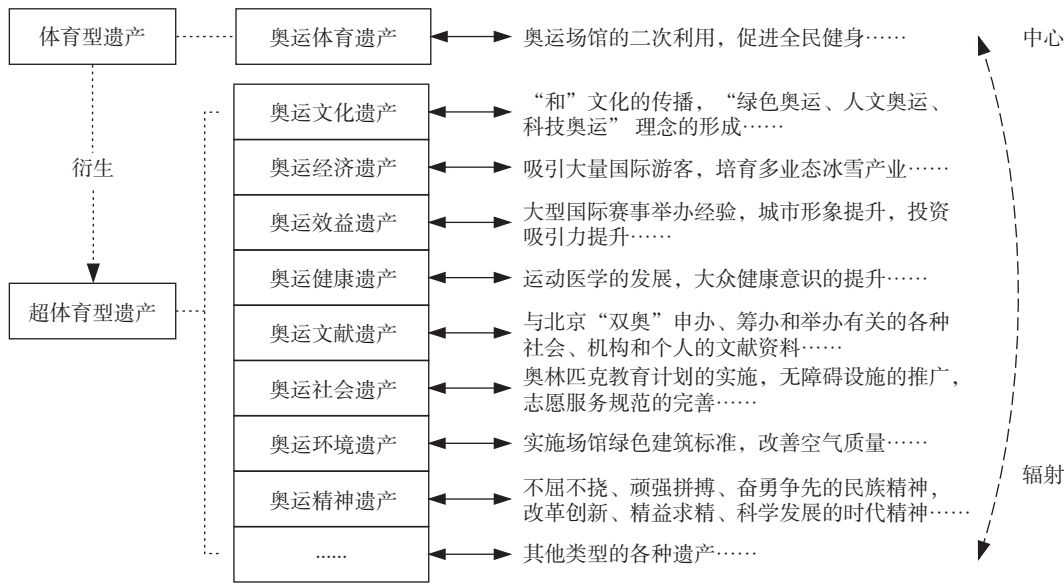 体育型遗产
奥运体育遗产
奥运场馆的二次利用，促进全民健身……
中心
奥运文化遗产
“和”文化的传播，“绿色奥运、人文奥运、
科技奥运” 理念的形成……
衍生
奥运经济遗产
吸引大量国际游客，培育多业态冰雪产业……
奥运效益遗产
大型国际赛事举办经验，城市形象提升，投资
吸引力提升……
超体育型遗产
奥运健康遗产
运动医学的发展，大众健康意识的提升……
奥运文献遗产
与北京“双奥”申办、筹办和举办有关的各种
社会、机构和个人的文献资料……
奥运社会遗产
奥林匹克教育计划的实施，无障碍设施的推广，
志愿服务规范的完善……
奥运环境遗产
实施场馆绿色建筑标准，改善空气质量……
辐射
奥运精神遗产
不屈不挠、顽强拼搏、奋勇争先的民族精神，
改革创新、精益求精、科学发展的时代精神……
……
其他类型的各种遗产……